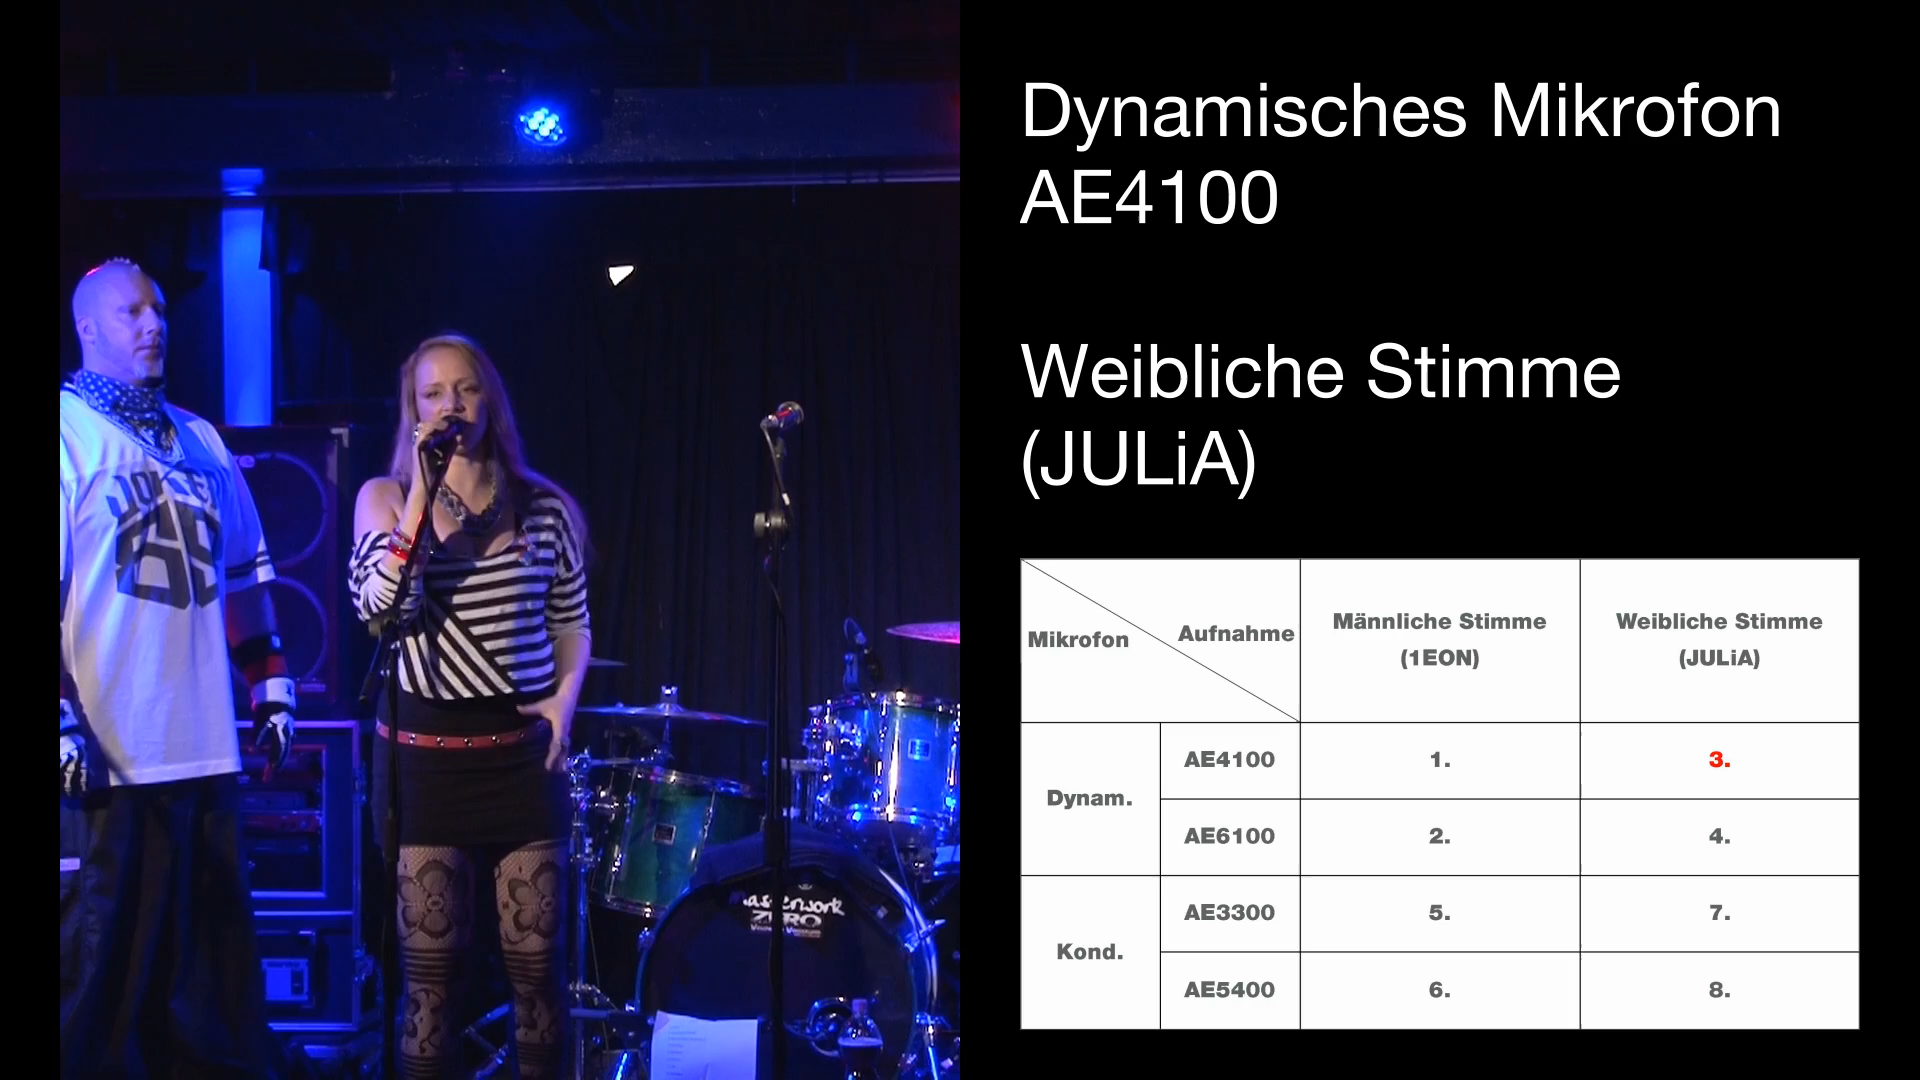 Dynamisches Mikrofon
AE4100
Weibliche Stimme
(JULiA)
Mikrofon
Aufnahme
Männliche Stimme
(1EON)
Weibliche Stimme
(JULiA)
Dynam.
AE4100
1.
3.
AE6100
2.
4.
Kond.
AE3300
5.
7.
AE5400
6.
8.
ZERO